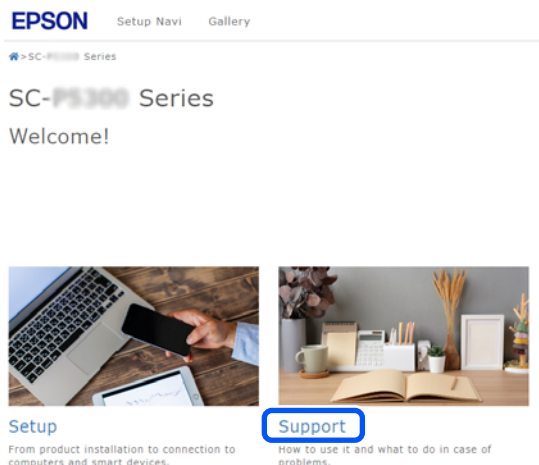 EPSON Setup Navi Gallery
>SC- Series
SC- Series
Welcome!
Setup
From product installation to connection to
computers and smart devices.
Support
How to use it and what to do in case of
problems.